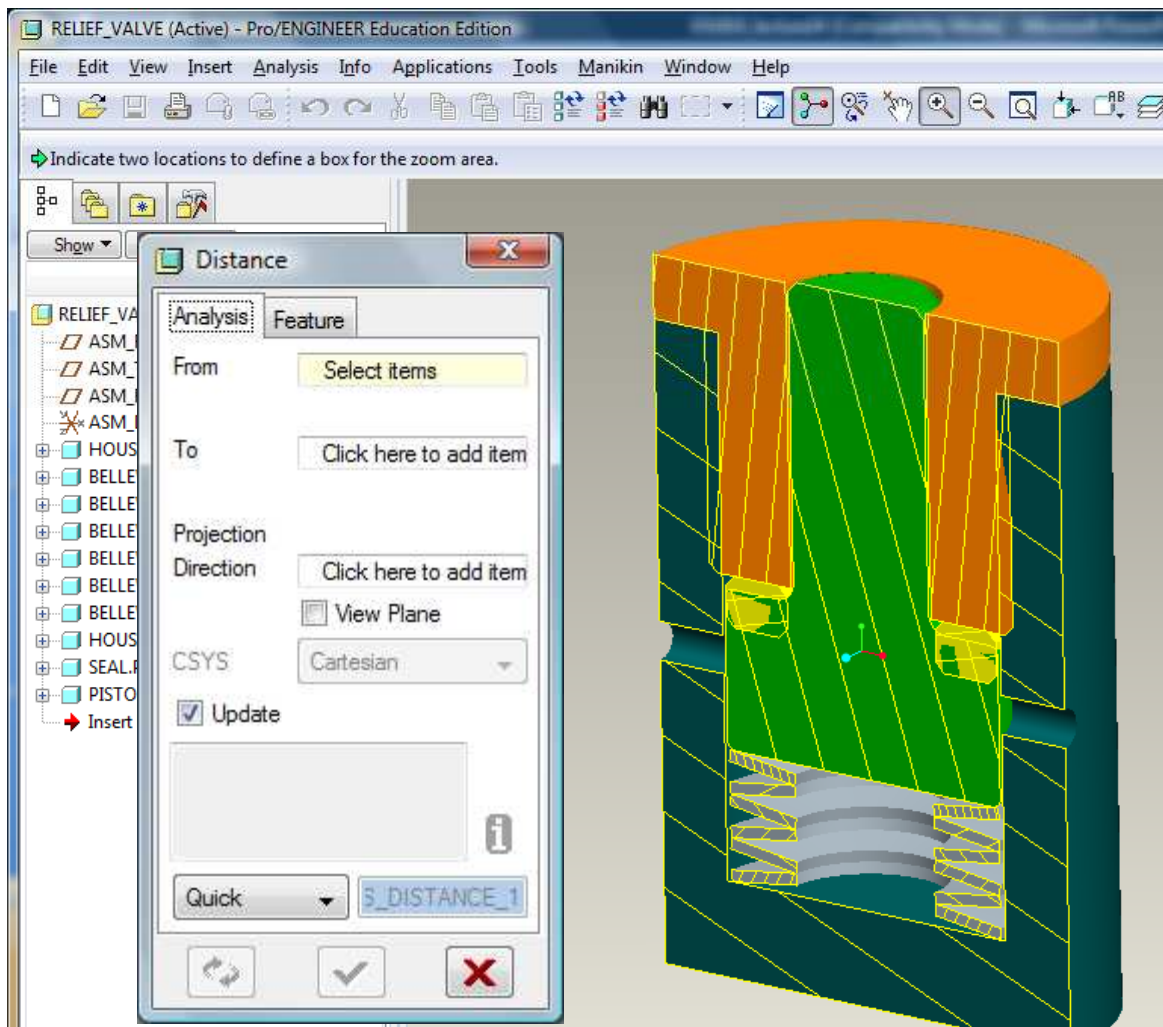 RELIEF_VALVE (Active) - Pro/ENGINEER Education Edition
File Edit View Insert Analysis Info Applications Tools Manikin Window Help
AB
Indicate two locations to define a box for the zoom area.
Show
Distance
RELIEF_VA
Analysis Feature
ASM_
From Select items
ASM_
ASM_
ASM_
HOUS
To Click here to add item
BELLE
BELLE
BELLE
Projection
Direction Click here to add item
BELLE
View Plane
BELLE
HOUS
CSYS Cartesian
SEAL.
PISTO
Insert
Update
Quick S_DISTANCE_1